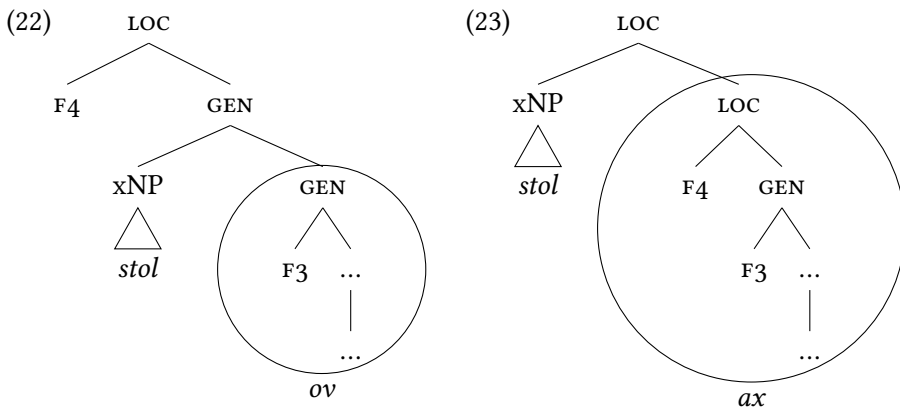 (22) LOC (23) LOC
F4 GEN xNP LOC
xNP GEN stol F4 GEN
stol F3 ... F3 ...
... ...
ov ax